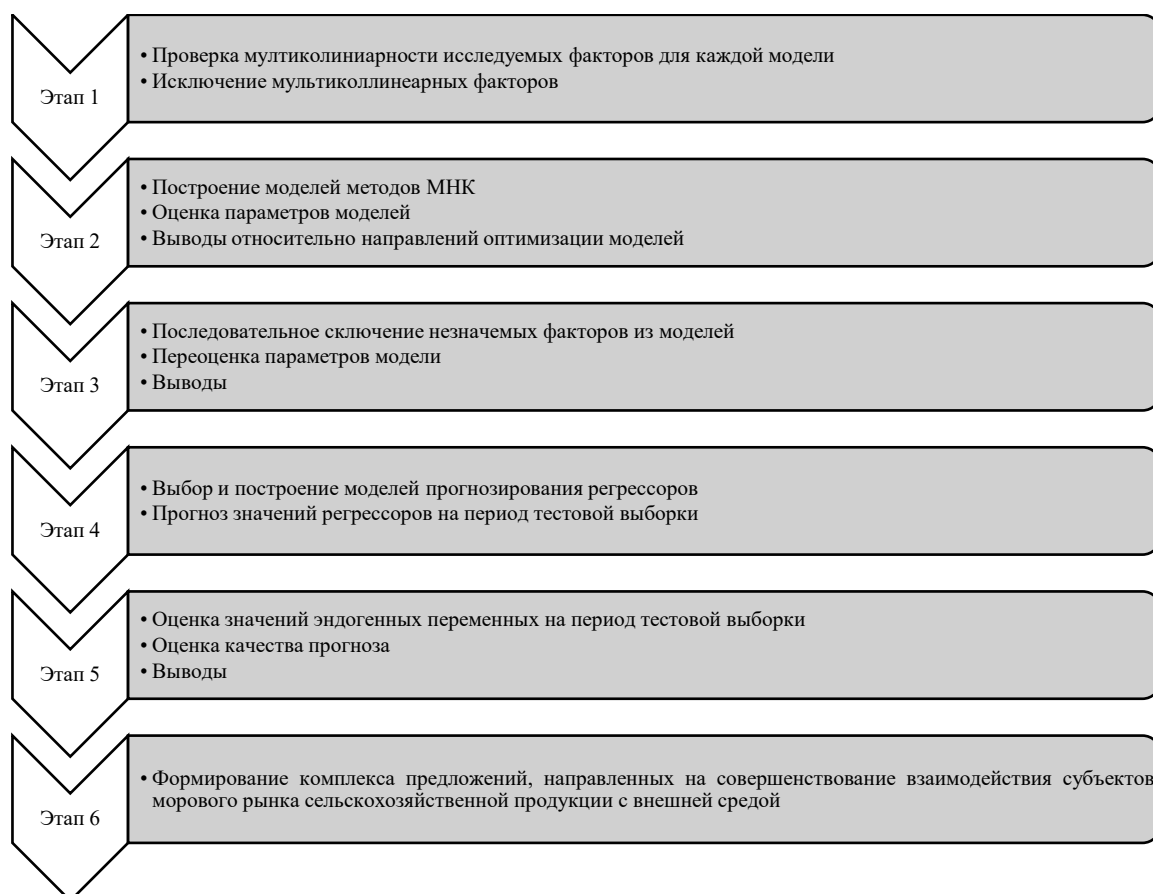 Этап 1
• Проверка мултиколиниарности исследуемых факторов для каждой модели
• Исключение мультиколлинеарных факторов
Этап 2
• Построение моделей методов МНК
• Оценка параметров моделей
• Выводы относительно направлений оптимизации моделей
Этап 3
• Последовательное сключение незначемых факторов из моделей
• Переоценка параметров модели
• Выводы
Этап 4
• Выбор и построение моделей прогнозирования регрессоров
• Прогноз значений регрессоров на период тестовой выборки
Этап 5
• Оценка значений эндогенных переменных на период тестовой выборки
• Оценка качества прогноза
• Выводы
Этап 6
• Формирование комплекса предложений, направленных на совершенствование взаимодействия субъектов
морового рынка сельскохозяйственной продукции с внешней средой